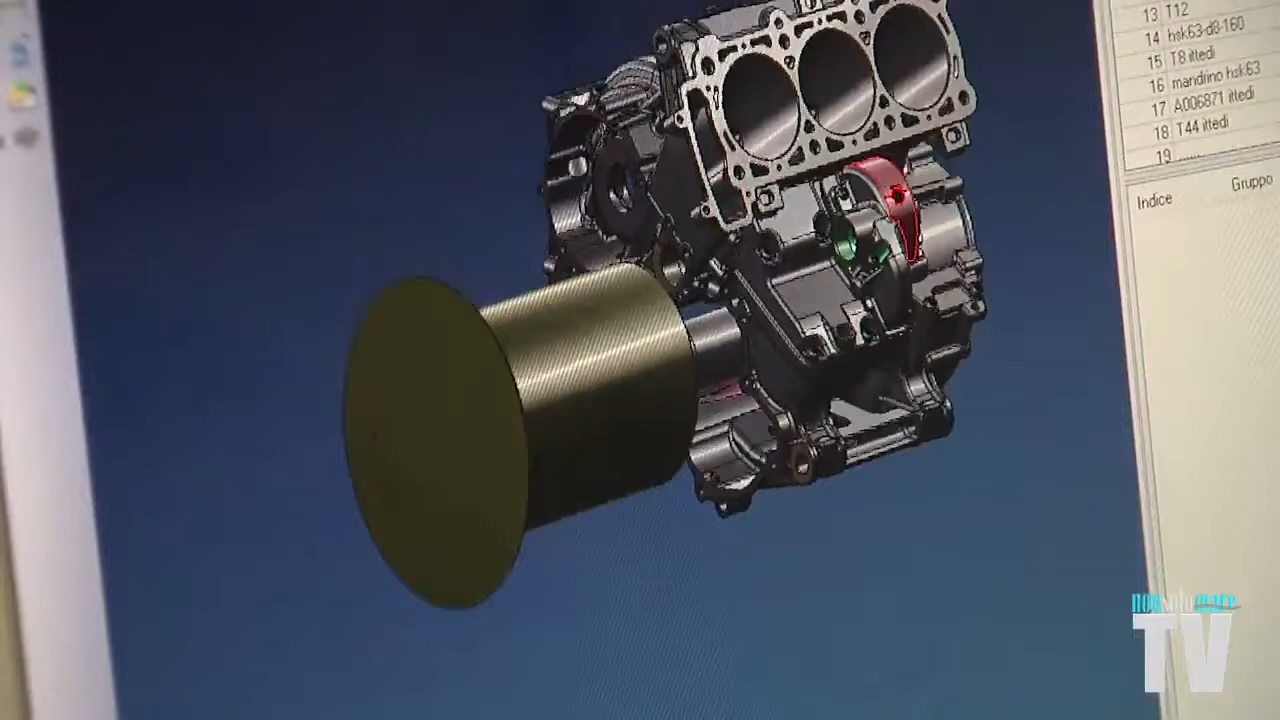 13 T12
14 hsk63-d8-160
15 T8 ittedi
16 mandrino hsk63
17 A006871 ittedi
18 T44 ittedi
19 ......
Indice Gruppo
nonsolomare
TV